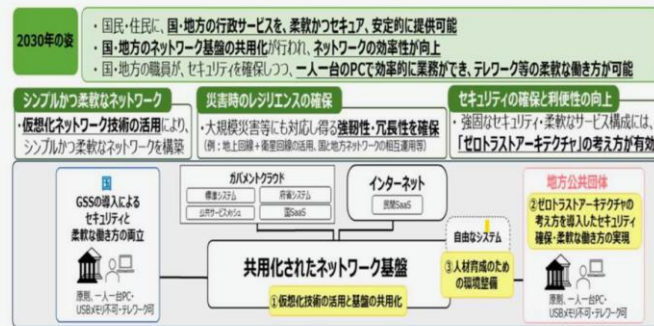 2030年の姿
・国民・住民に、国・地方の行政サービスを、柔軟かつセキュア、安定的に提供可能
・国・地方のネットワーク基盤の共用化が行われ、ネットワークの効率性が向上
・国・地方の職員が、セキュリティを確保しつつ、一人一台のPCで効率的に業務ができ、テレワーク等の柔軟な働き方が可能
シンプルかつ柔軟なネットワーク
・仮想化ネットワーク技術の活用により、
シンプルかつ柔軟なネットワークを構築
災害時のレジリエンスの確保
・大規模災害等にも対応し得る強靭性・冗長性を確保
(例:地上回線+衛星回線の活用、国と地方ネットワークの相互運用等)
セキュリティの確保と利便性の向上
・強固なセキュリティ・柔軟なサービス構成には、
「ゼロトラストアーキテクチャ」の考え方が有効
国
GSSの導入による
セキュリティと
柔軟な働き方の両立
原則、一人一台PC・
USBメモリ不可・テレワーク可
ガバメントクラウド
標準システム
府省システム
公共サービスメッシュ
国SaaS
インターネット
民間SaaS
共用化されたネットワーク基盤
①仮想化技術の活用と基盤の共用化
自由なシステム
③人材育成のため
の環境整備
地方公共団体
②ゼロトラストアーキテクチャの
考え方を導入したセキュリティ
確保・柔軟な働き方の実現
原則、一人一台PC・
USBメモリ不可・テレワーク可